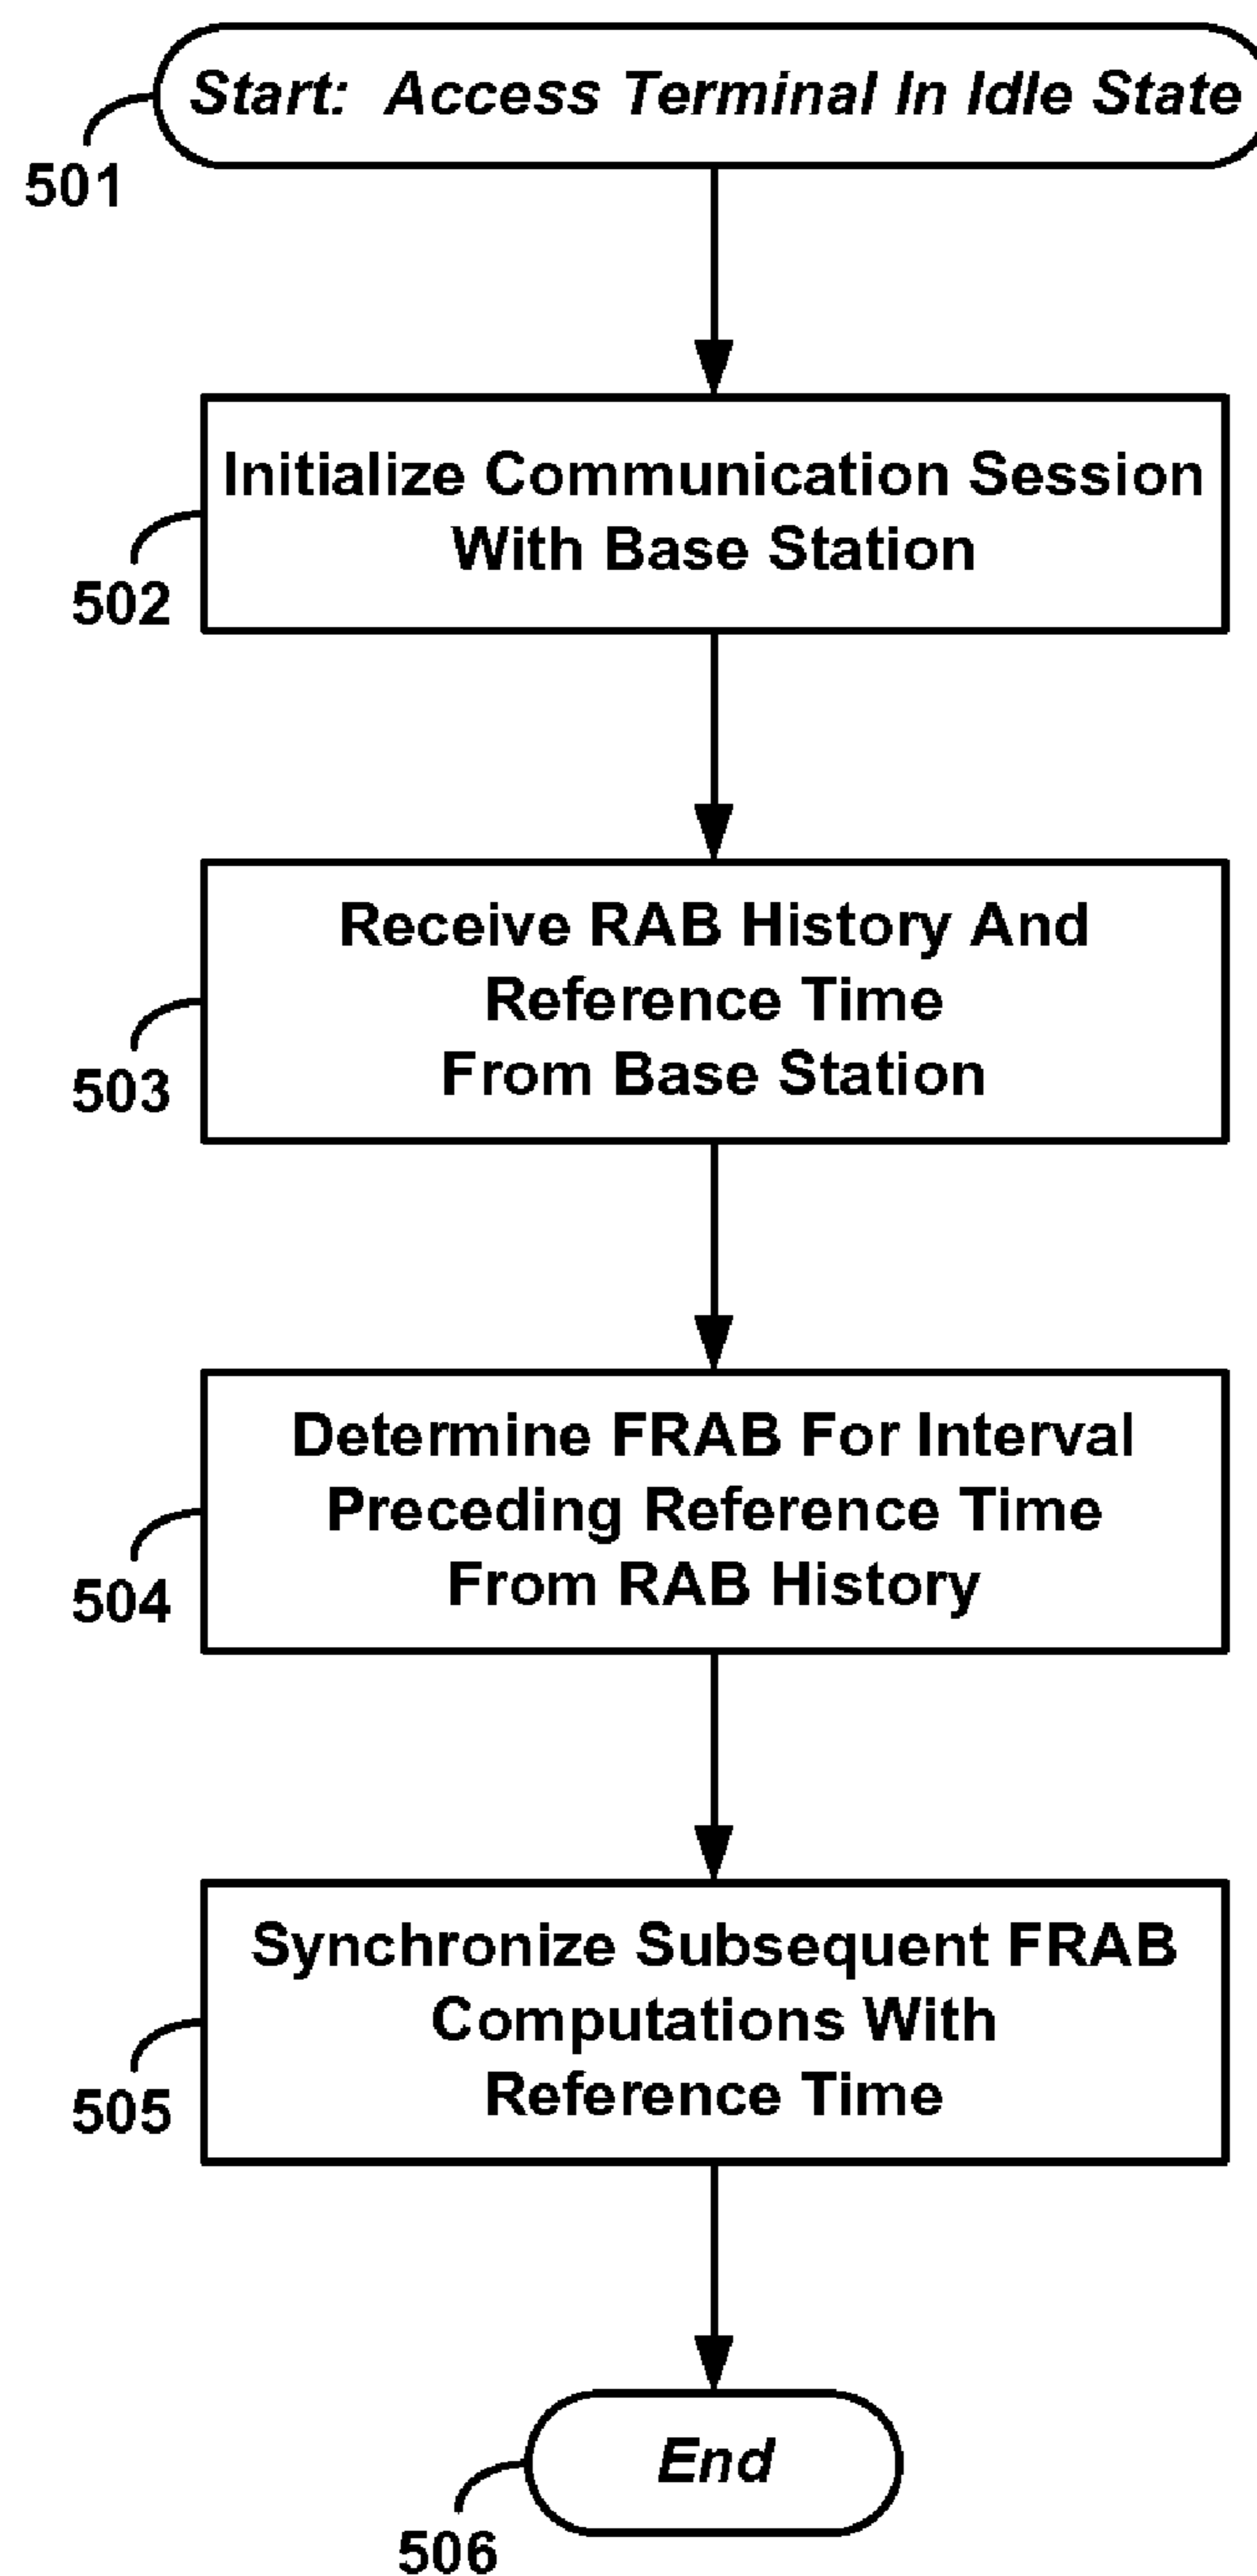 Start: Access Terminal In Idle State
501
Initialize Communication Session
With Base Station
502
Receive RAB History And
Reference Time
From Base Station
503
Determine FRAB For Interval
Preceding Reference Time
From RAB History
504
Synchronize Subsequent FRAB
Computations With
Reference Time
505
End
506